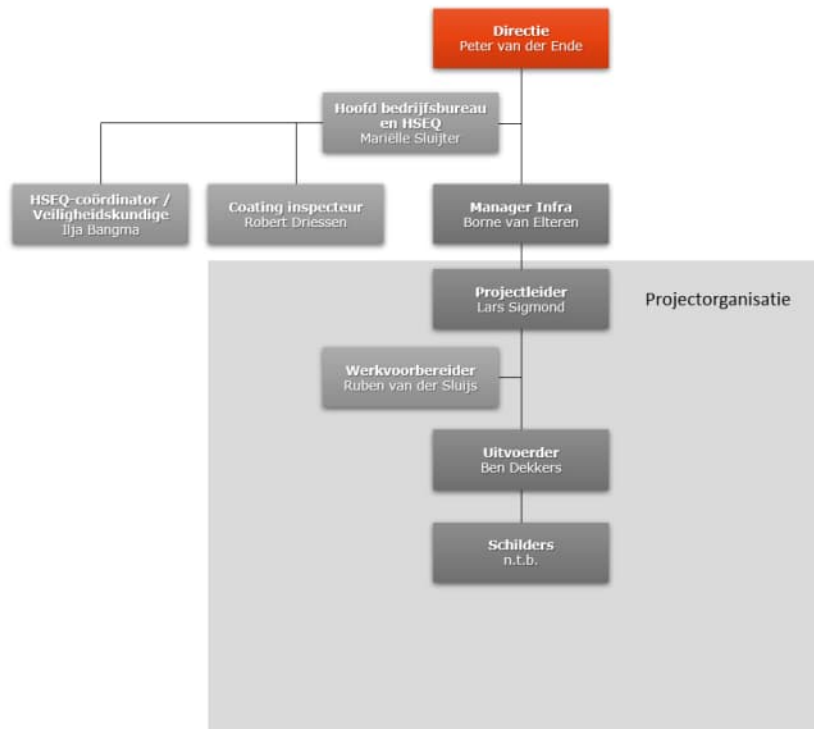 Directie
Peter van der Ende
Hoofd bedrijfsbureau
en HSEQ
Mariëlle Sluijter
HSEQ-coördinator /
Veiligheidskundige
Ilja Bangma
Coating inspecteur
Robert Driessen
Manager Infra
Borne van Elteren
Projectleider
Lars Sigmond
Projectorganisatie
Werkvoorbereider
Ruben van der Sluijs
Uitvoerder
Ben Dekkers
Schilders
n.t.b.